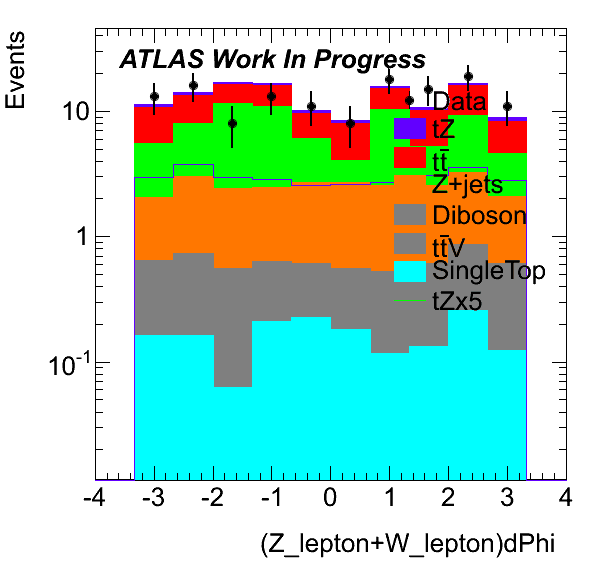 Events
ATLAS Work In Progress
10
1
10⁻¹
Data
tZ
tt̄
Z+jets
Diboson
tt̄V
SingleTop
tZx5
-4 -3 -2 -1 0 1 2 3 4
(Z_lepton+W_lepton)dPhi